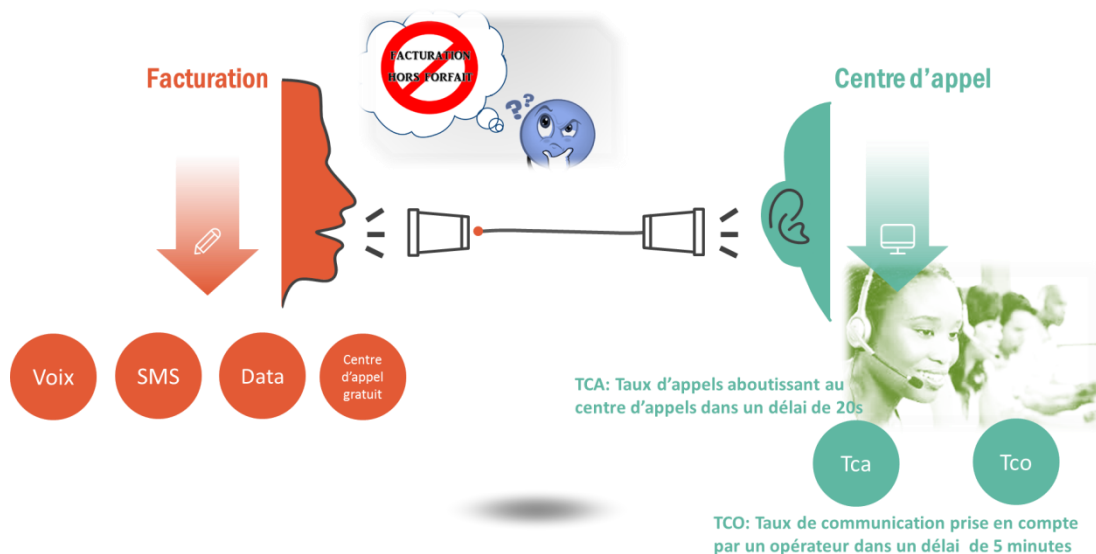 FACTURATION
HORS FORFAIT
??
?
Facturation
Centre d'appel
Voix
SMS
Data
Centre
d'appel
gratuit
TCA: Taux d'appels aboutissant au
centre d'appels dans un délai de 20s
Tca
Tco
TCO: Taux de communication prise en compte
par un opérateur dans un délai de 5 minutes